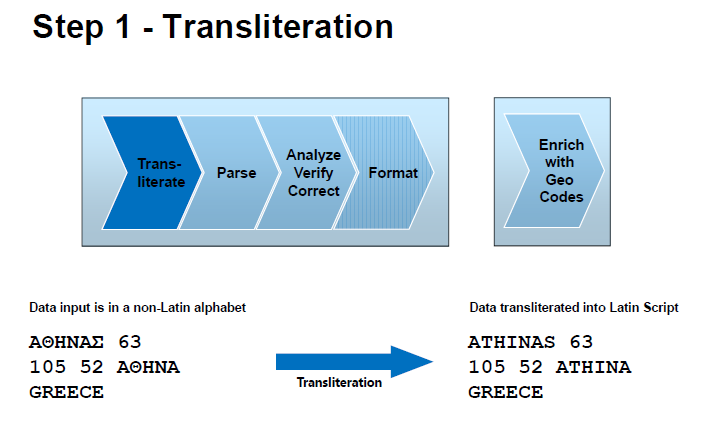 Step 1 - Transliteration
Trans-
literate
Parse
Analyze
Verify
Correct
Format
Enrich
with
Geo
Codes
Data input is in a non-Latin alphabet
ΑΘΗΝΑΣ 63
105 52 ΑΘΗΝΑ
GREECE
Transliteration
Data transliterated into Latin Script
ATHINAS 63
105 52 ATHINA
GREECE